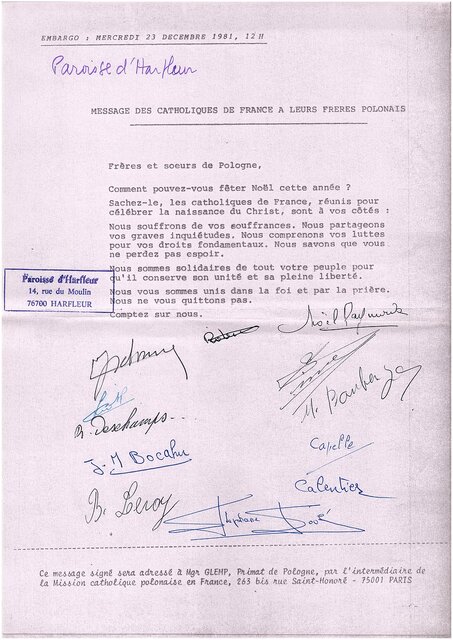 EMBARGO : MERCREDI 23 DECEMBRE 1981, 12 H
Paroisse d'Harfleur
MESSAGE DES CATHOLIQUES DE FRANCE A LEURS FRERES POLONAIS
Frères et soeurs de Pologne,
Comment pouvez-vous fêter Noël cette année ?
Sachez-le, les catholiques de France, réunis pour
célébrer la naissance du Christ, sont à vos côtés :
Nous souffrons de vos souffrances. Nous partageons
vos graves inquiétudes. Nous comprenons vos luttes
pour vos droits fondamentaux. Nous savons que vous
ne perdez pas espoir.
Nous sommes solidaires de tout votre peuple pour
qu'il conserve son unité et sa pleine liberté.
Nous vous sommes unis dans la foi et par la prière.
Nous ne vous quittons pas.
Comptez sur nous.
Paroisse d'Harfleur
14, rue du Moulin
76700 HARFLEUR
Noël
R. Deschamps
J-M Bocahu
Capelle
B. Leroy
Calentier
Stéphane
Ce message signé sera adressé à Mgr GLEMP, Primat de Pologne, par l'intermédiaire de
la Mission catholique polonaise en France, 263 bis rue Saint-Honoré - 75001 PARIS